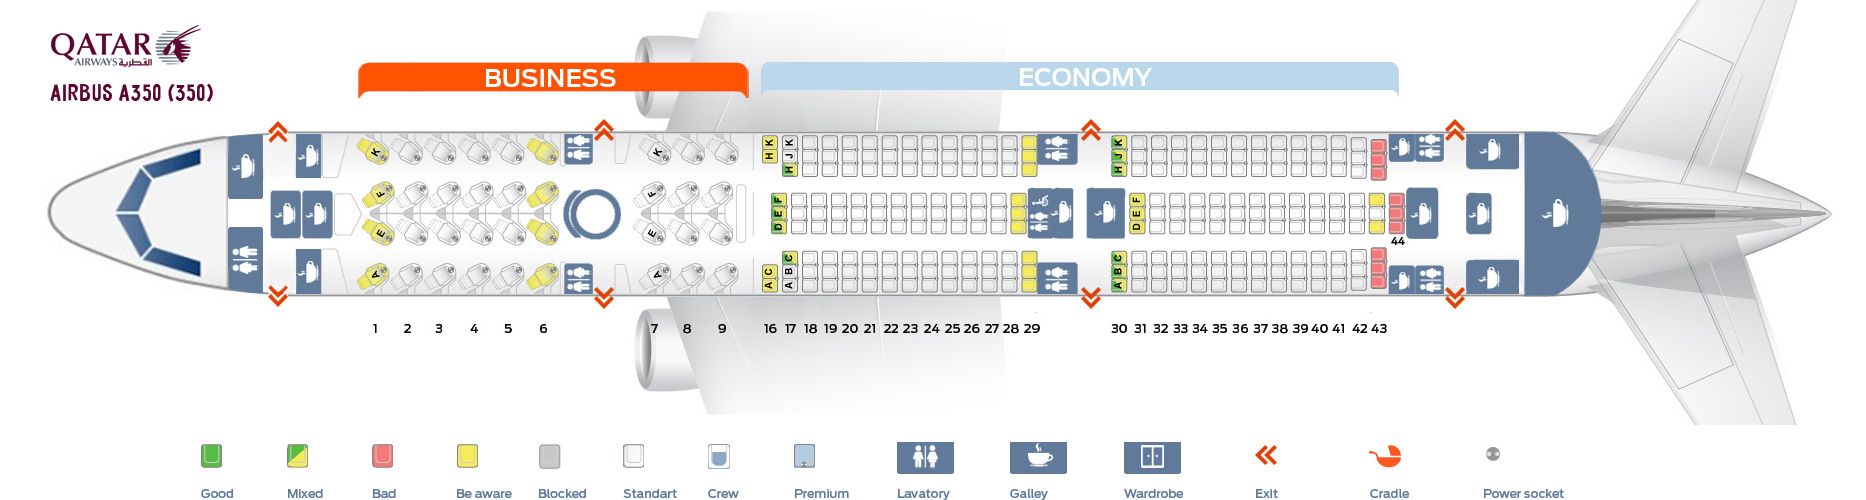 QATAR
AIRWAYS القطرية
AIRBUS A350 (350)
BUSINESS
ECONOMY
K K H K H J K H H J K
F F F E D F E D
E E
A A A C C B A C B A
44
1 2 3 4 5 6 7 8 9 16 17 18 19 20 21 22 23 24 25 26 27 28 29 30 31 32 33 34 35 36 37 38 39 40 41 42 43
Good Mixed Bad Be aware Blocked Standart Crew Premium Lavatory Galley Wardrobe Exit Cradle Power socket